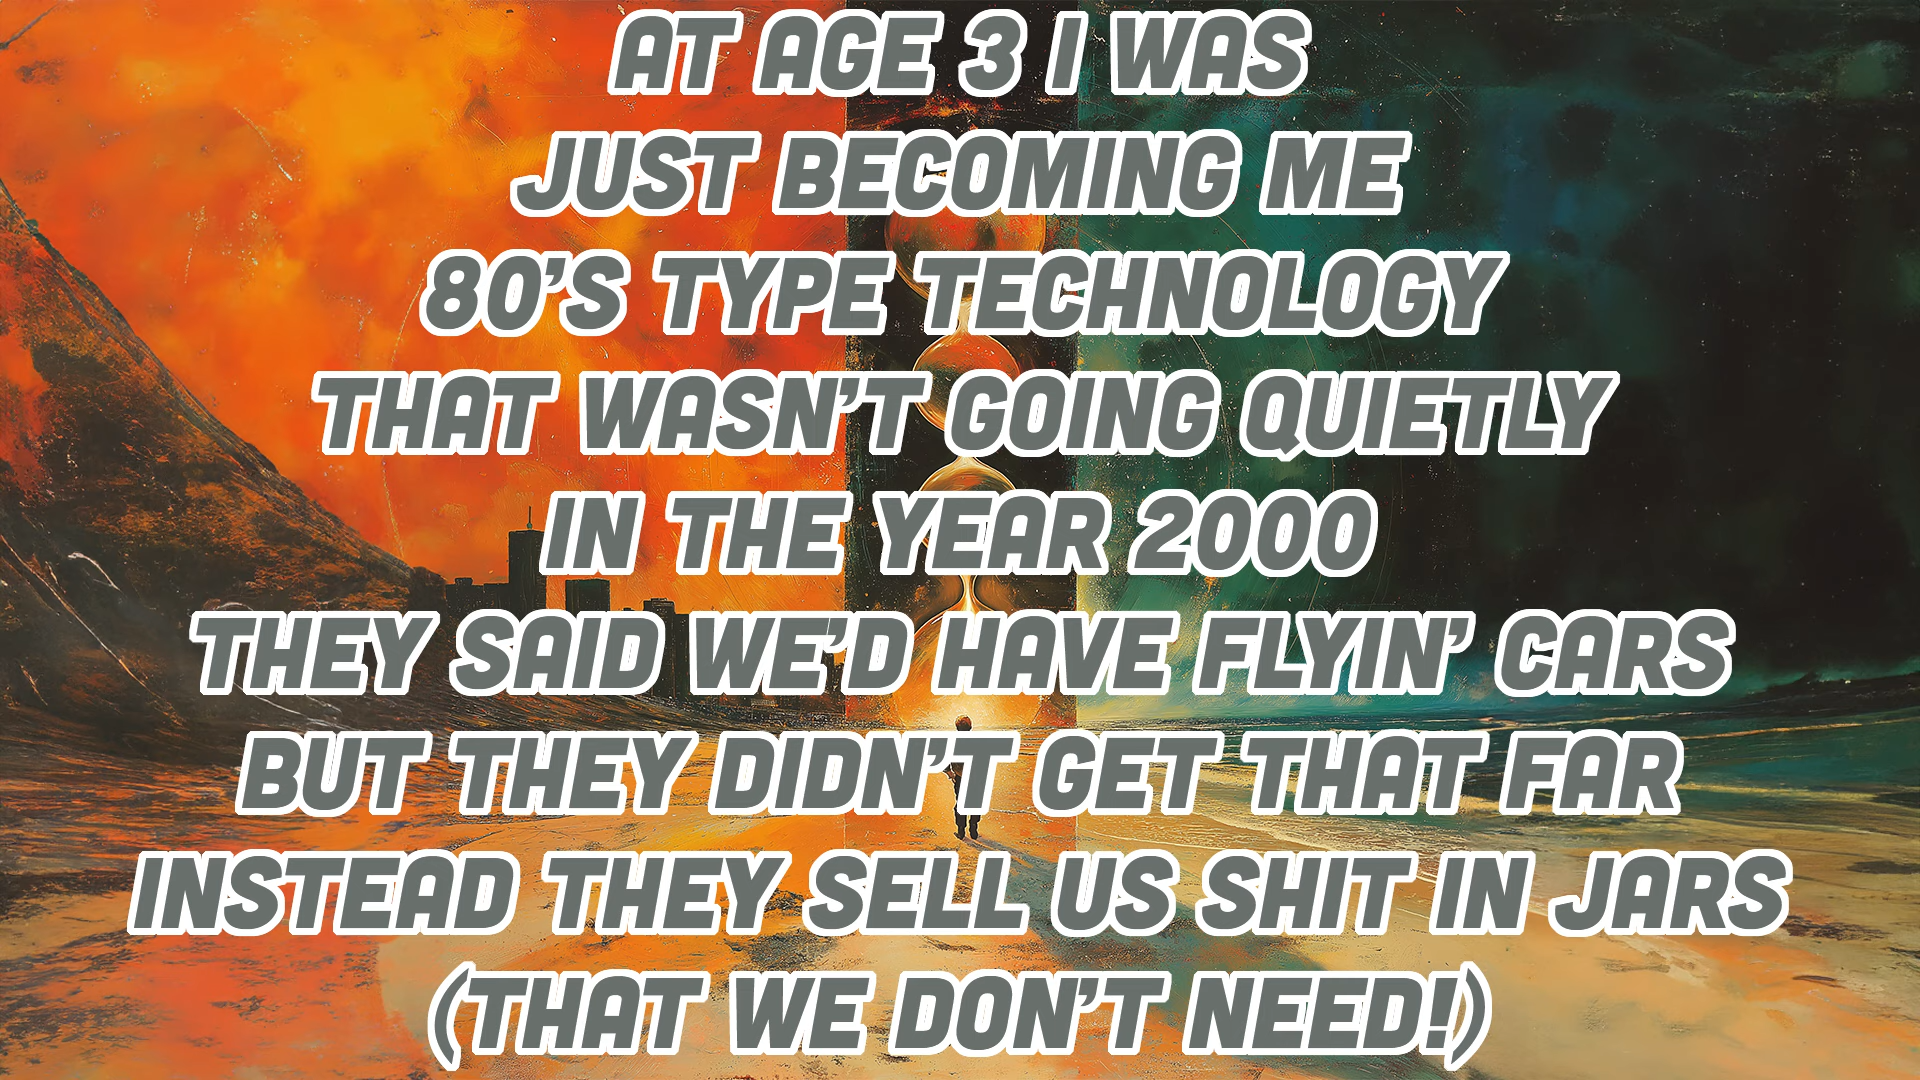 AT AGE 3 I WAS
JUST BECOMING ME
80'S TYPE TECHNOLOGY
THAT WASN'T GOING QUIETLY
IN THE YEAR 2000
THEY SAID WE'D HAVE FLYIN' CARS
BUT THEY DIDN'T GET THAT FAR
INSTEAD THEY SELL US SHIT IN JARS
(THAT WE DON'T NEED!)